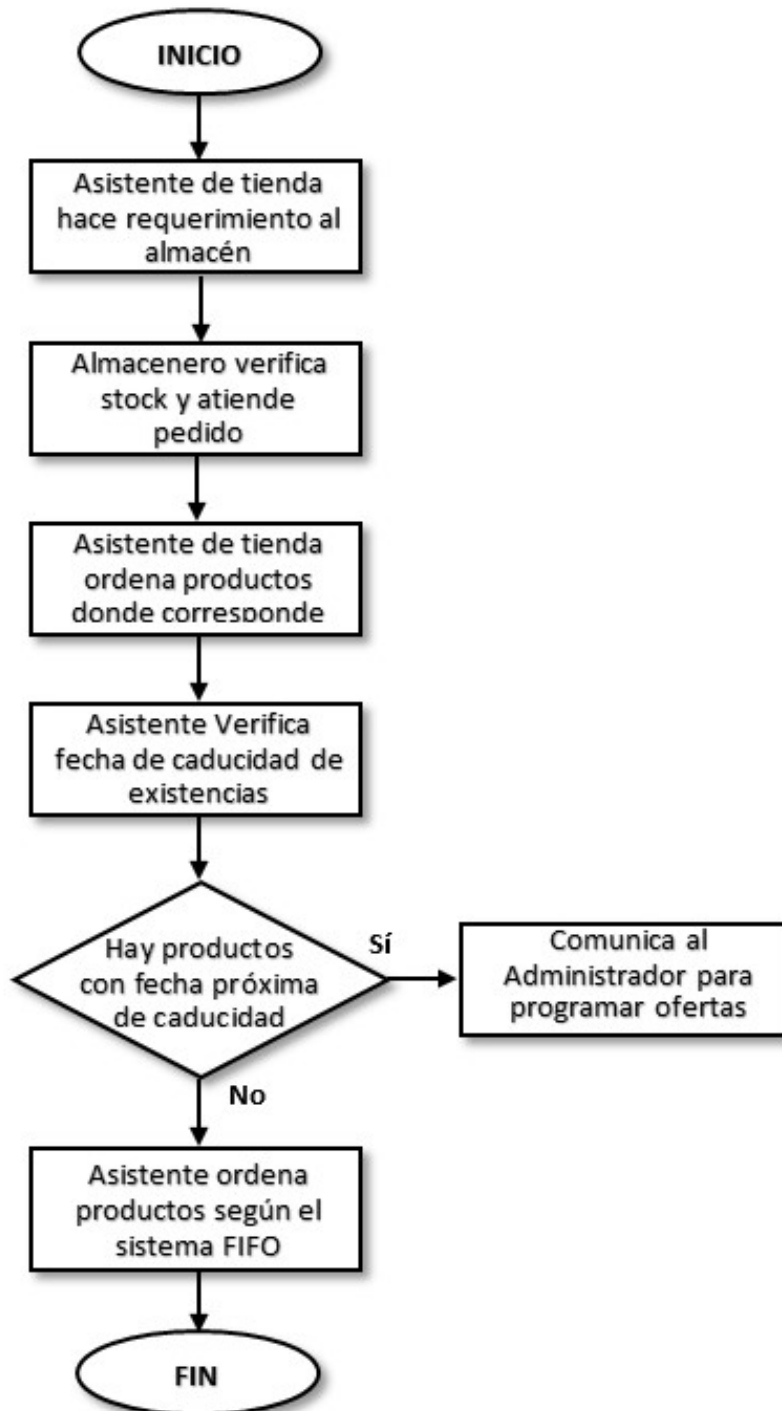 INICIO
Asistente de tienda
hace requerimiento al
almacén
Almacenero verifica
stock y atiende
pedido
Asistente de tienda
ordena productos
donde corresponde
Asistente Verifica
fecha de caducidad de
existencias
Hay productos
con fecha próxima
de caducidad
Sí
Comunica al
Administrador para
programar ofertas
No
Asistente ordena
productos según el
sistema FIFO
FIN